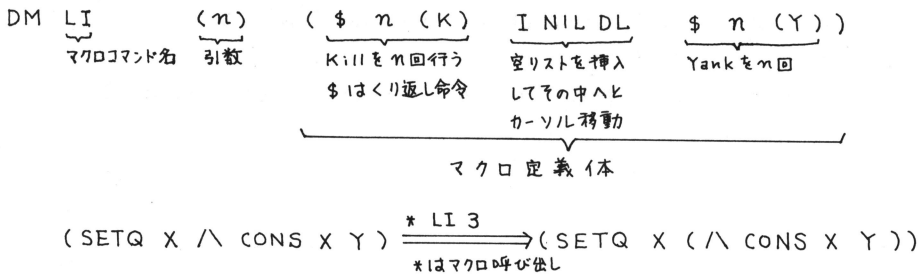 DM LI (n) ( $ n (K) I NIL DL $ n (Y) )
マクロコマンド名 引数 Killをn回行う 空リストを挿入 Yankをn回
$はくり返し命令 してその中へと
カーソル移動
マクロ定義体
* LI 3
(SETQ X /\ CONS X Y) ⟹ (SETQ X (/\ CONS X Y))
*はマクロ呼び出し